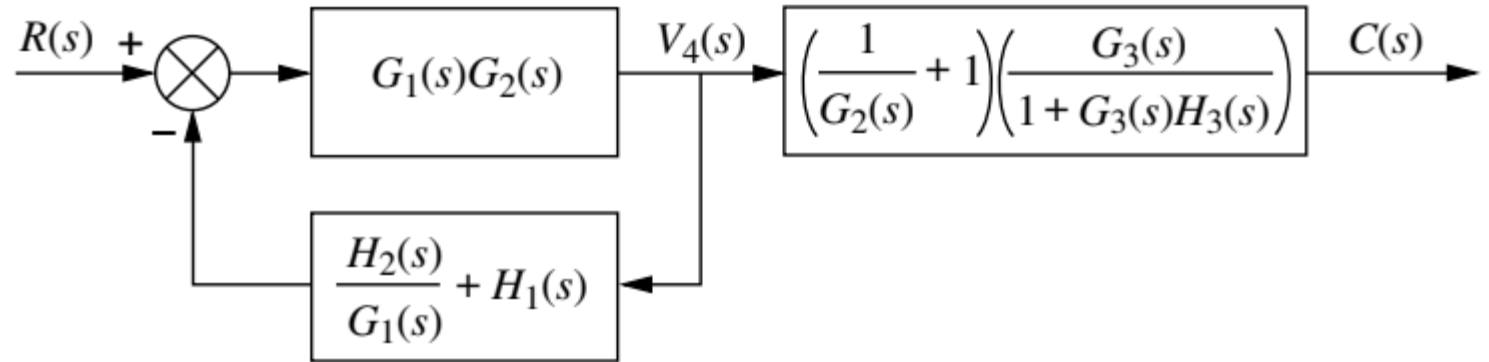 R(s) + −
G₁(s)G₂(s)
V₄(s)
(1/G₂(s) + 1)(G₃(s)/(1 + G₃(s)H₃(s)))
C(s)
H₂(s)/G₁(s) + H₁(s)